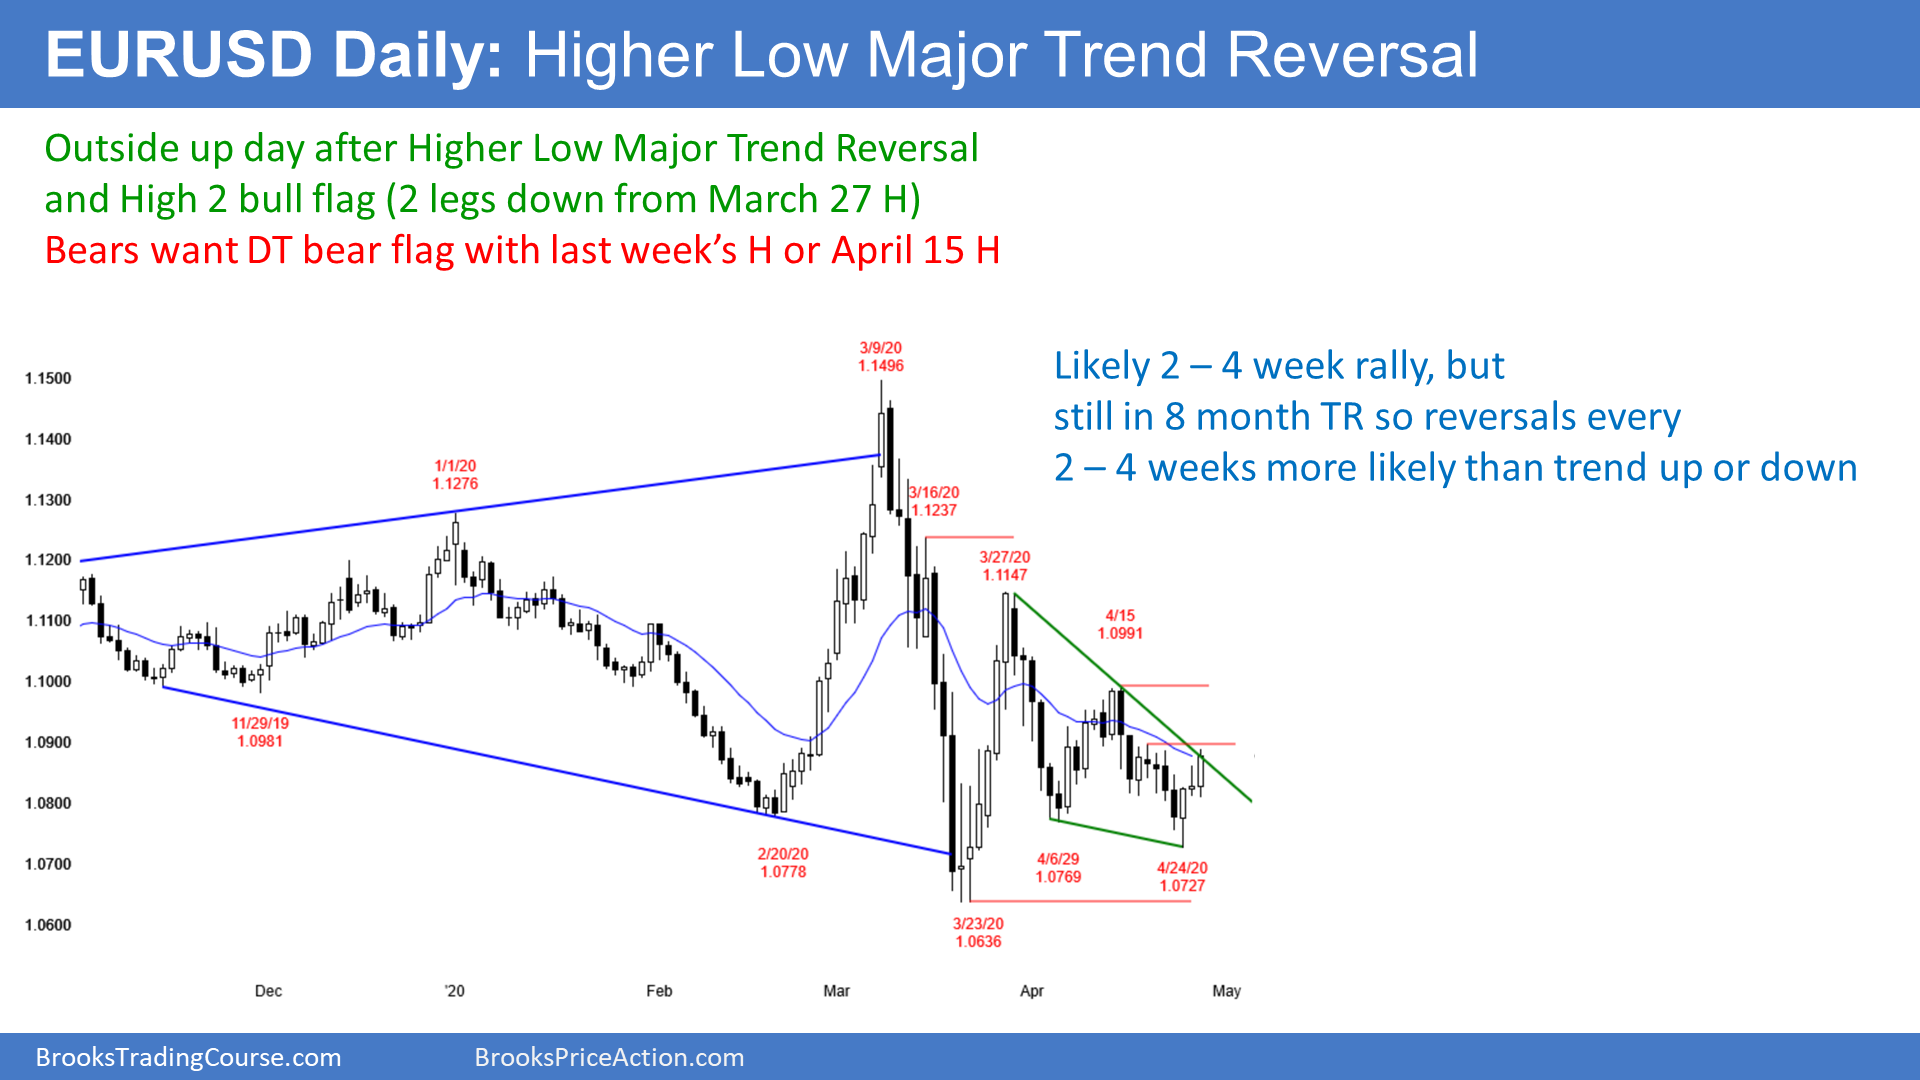 EURUSD Daily: Higher Low Major Trend Reversal
Outside up day after Higher Low Major Trend Reversal
and High 2 bull flag (2 legs down from March 27 H)
Bears want DT bear flag with last week’s H or April 15 H
Likely 2 – 4 week rally, but
still in 8 month TR so reversals every
2 – 4 weeks more likely than trend up or down
1.1500
1.1400
1.1300
1.1200
1.1100
1.1000
1.0900
1.0800
1.0700
1.0600
11/29/19
1.0981
1/1/20
1.1276
2/20/20
1.0778
3/9/20
1.1496
3/16/20
1.1237
3/23/20
1.0636
3/27/20
1.1147
4/6/29
1.0769
4/15
1.0991
4/24/20
1.0727
Dec
'20
Feb
Mar
Apr
May
BrooksTradingCourse.com
BrooksPriceAction.com